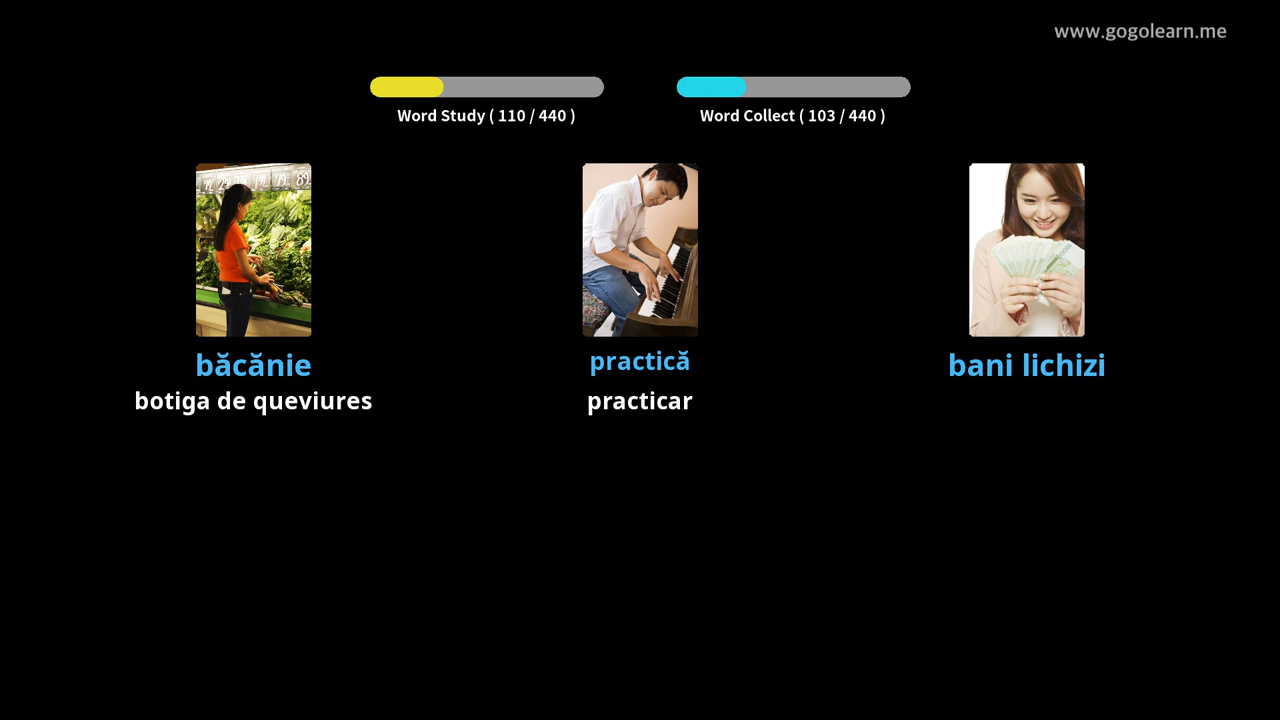 www.gogolearn.me
Word Study ( 110 / 440 )
Word Collect ( 103 / 440 )
băcănie
practică
bani lichizi
botiga de queviures
practicar